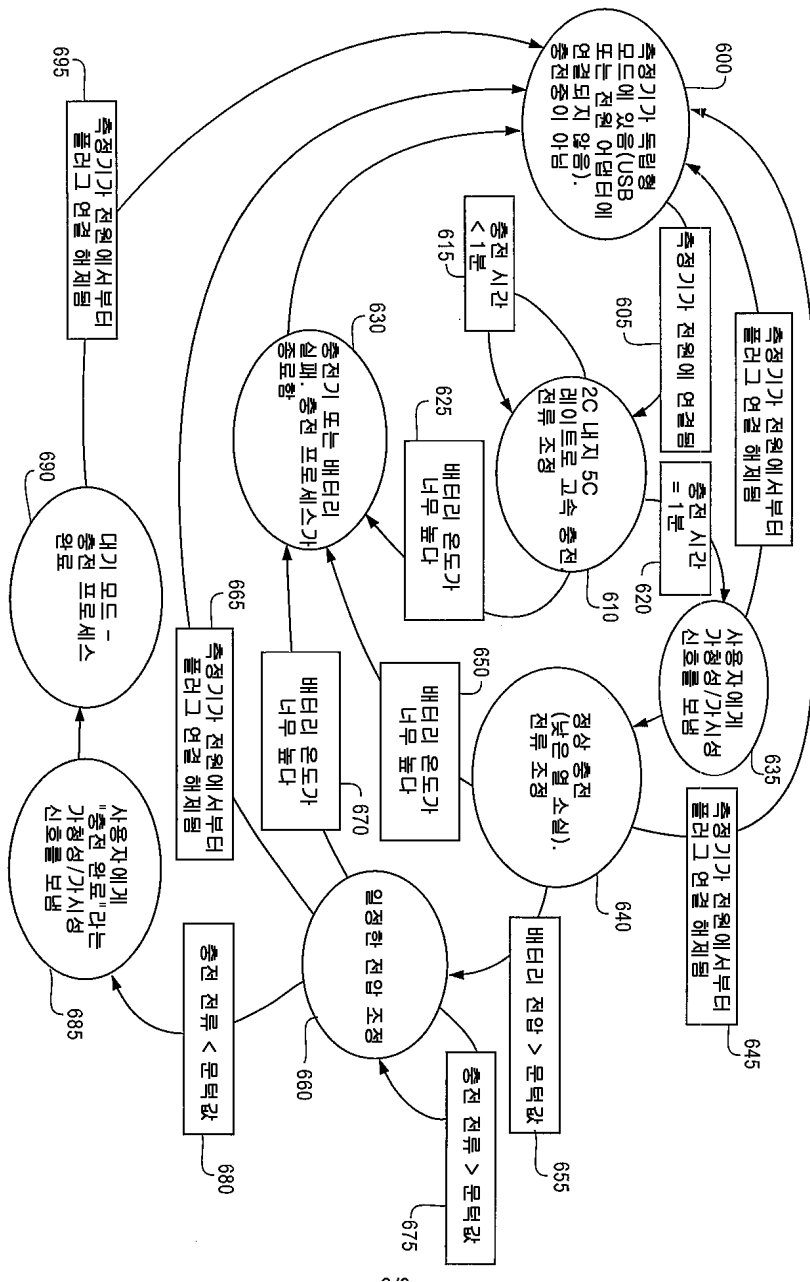 600
측정기가 독립형
모드에 있음(USB
또는 전원 어댑터에
연결되지 않음).
충전중이 아님
605
측정기가 전원에 연결됨
측정기가 전원에서부터
플러그 연결 해제됨
615
충전 시간
< 1분
2C 내지 5C
레이트로 고속 충전.
전류 조정
610
충전 시간
= 1분
620
사용자에게
가청성/가시성
신호를 보냄
635
625
배터리 온도가
너무 높다
630
충전기 또는 배터리
실패. 충전 프로세스가
종료함
정상 충전
(낮은 열 소실).
전류 조정
640
측정기가 전원에서부터
플러그 연결 해제됨
645
650
배터리 온도가
너무 높다
배터리 전압 > 문턱값
655
일정한 전압 조정
660
665
측정기가 전원에서부터
플러그 연결 해제됨
배터리 온도가
너무 높다
670
충전 전류 > 문턱값
675
충전 전류 < 문턱값
680
사용자에게
"충전 완료"라는
가청성/가시성
신호를 보냄
685
690
대기 모드 –
충전 프로세스
완료
695
측정기가 전원에서부터
플러그 연결 해제됨